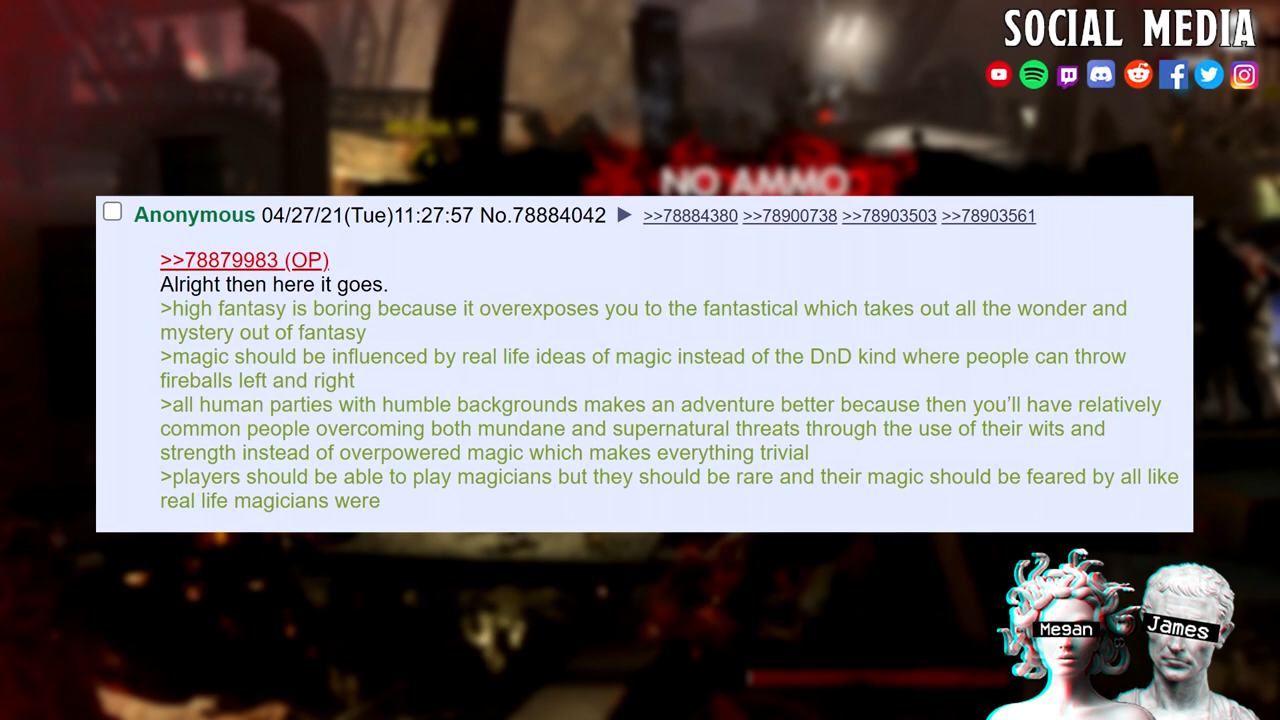 SOCIAL MEDIA
NO AMMO
Anonymous 04/27/21(Tue)11:27:57 No.78884042 ▶ >>78884380 >>78900738 >>78903503 >>78903561
>>78879983 (OP)
Alright then here it goes.
>high fantasy is boring because it overexposes you to the fantastical which takes out all the wonder and
mystery out of fantasy
>magic should be influenced by real life ideas of magic instead of the DnD kind where people can throw
fireballs left and right
>all human parties with humble backgrounds makes an adventure better because then you’ll have relatively
common people overcoming both mundane and supernatural threats through the use of their wits and
strength instead of overpowered magic which makes everything trivial
>players should be able to play magicians but they should be rare and their magic should be feared by all like
real life magicians were
Megan
James